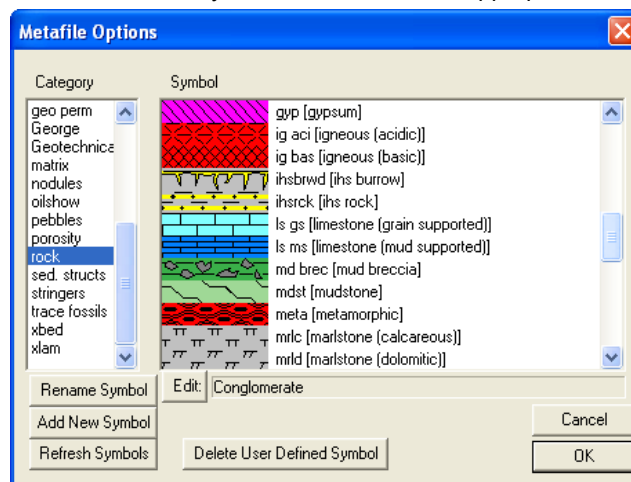 Metafile Options
Category
Symbol
geo perm
George
Geotechnica
matrix
nodules
oilshow
pebbles
porosity
rock
sed. structs
stringers
trace fossils
xbed
xlam
gyp [gypsum]
ig aci [igneous (acidic)]
ig bas [igneous (basic)]
ihsbrwd [ihs burrow]
ihsrck [ihs rock]
ls gs [limestone (grain supported)]
ls ms [limestone (mud supported)]
md brec [mud breccia]
mdst [mudstone]
meta [metamorphic]
mrlc [marlstone (calcareous)]
mrld [marlstone (dolomitic)]
Rename Symbol
Edit: Conglomerate
Add New Symbol
Cancel
Refresh Symbols
Delete User Defined Symbol
OK